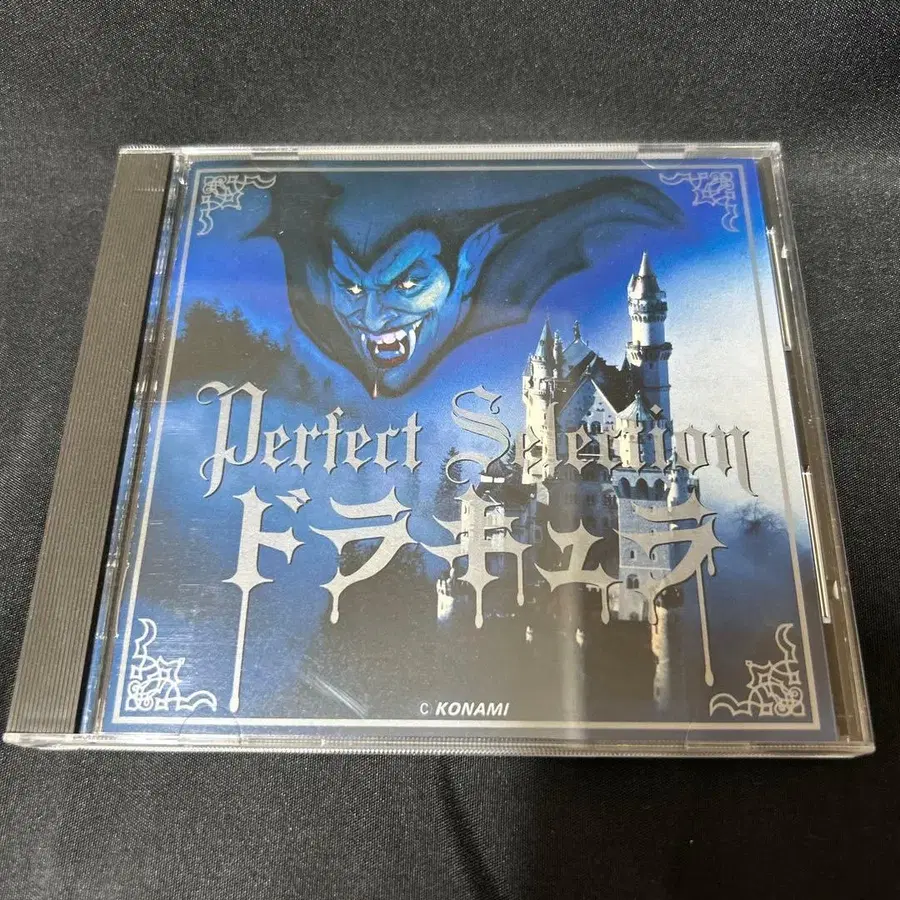 Perfect Selection
ドラキュラ
C KONAMI